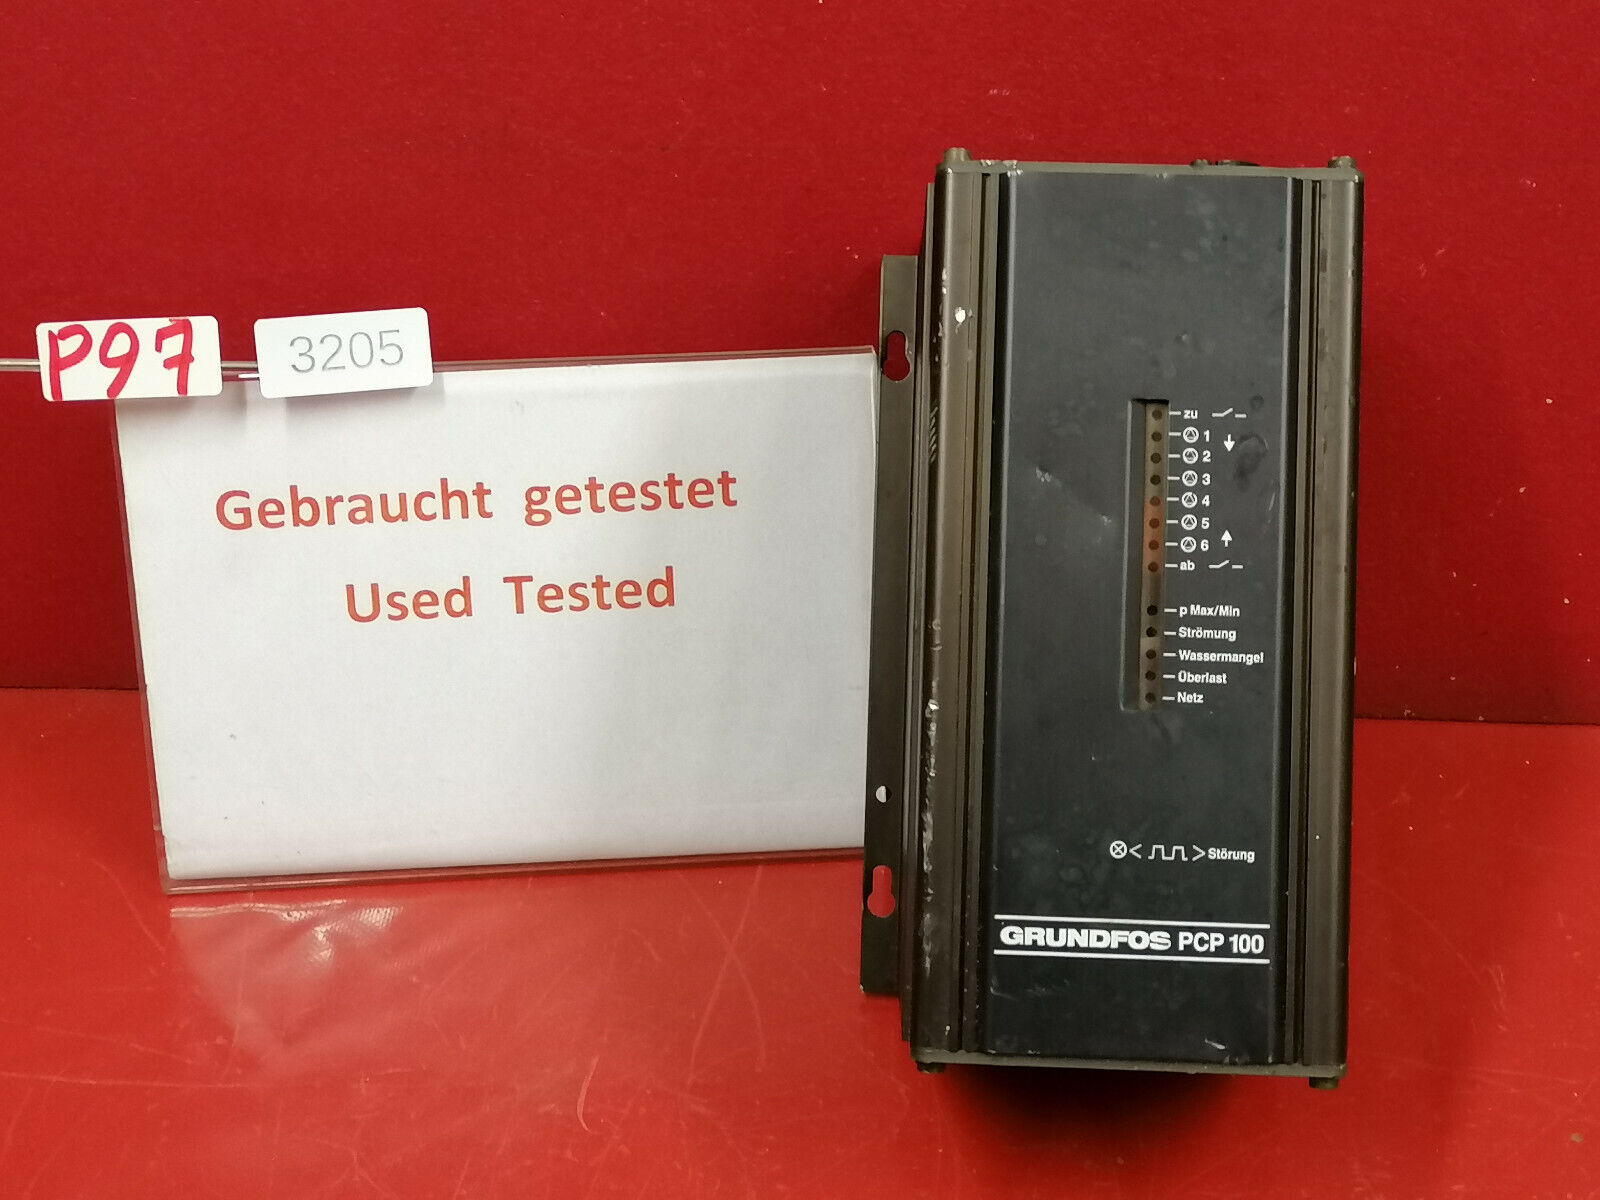 P97
3205
Gebraucht getestet
Used Tested
zu
1
2
3
4
5
6
ab
p Max/Min
Strömung
Wassermangel
Überlast
Netz
Störung
GRUNDFOS PCP 100